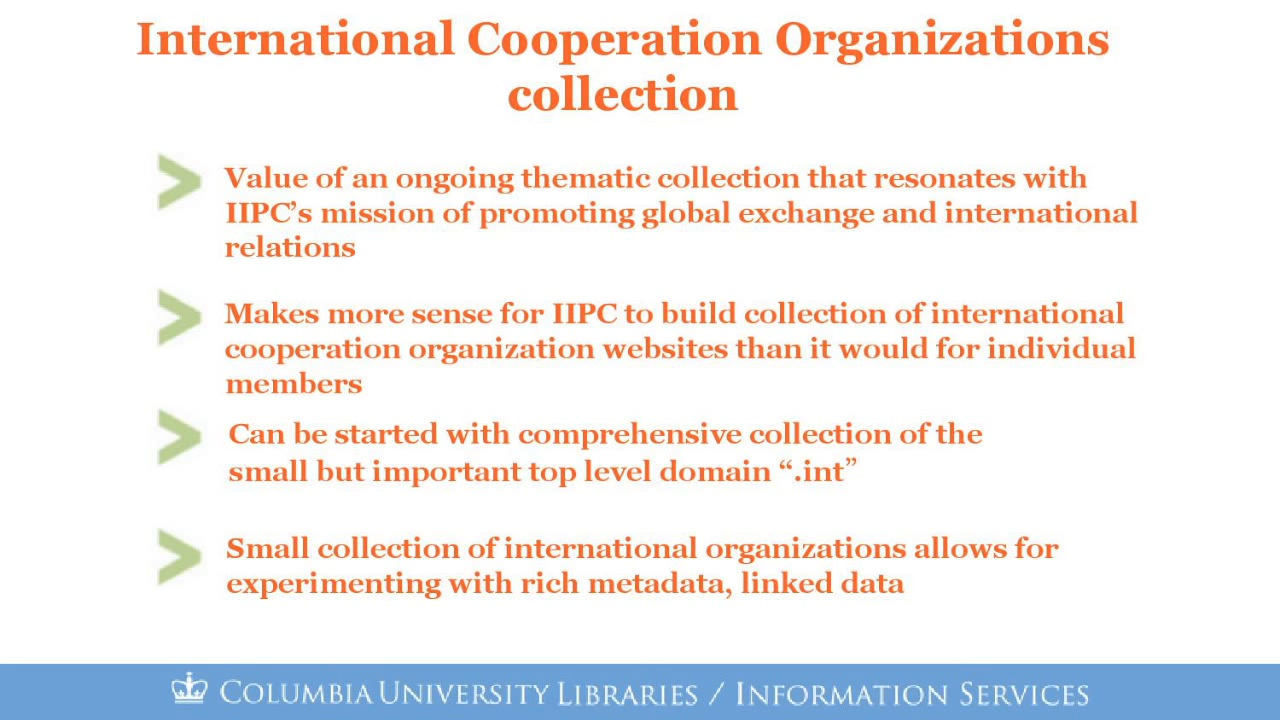 International Cooperation Organizations
collection
Value of an ongoing thematic collection that resonates with
IIPC’s mission of promoting global exchange and international
relations
Makes more sense for IIPC to build collection of international
cooperation organization websites than it would for individual
members
Can be started with comprehensive collection of the
small but important top level domain “.int”
Small collection of international organizations allows for
experimenting with rich metadata, linked data
COLUMBIA UNIVERSITY LIBRARIES / INFORMATION SERVICES